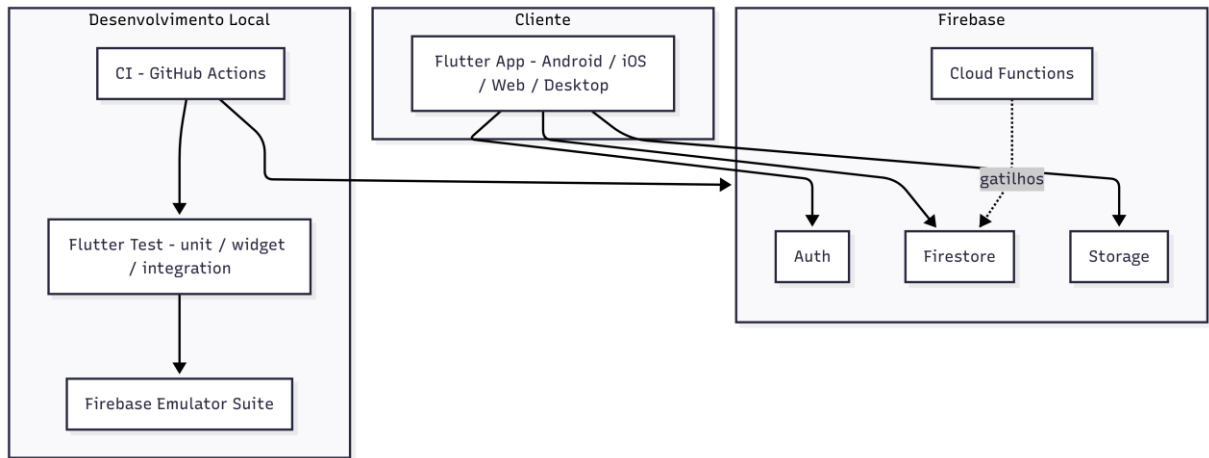 Desenvolvimento Local
CI - GitHub Actions
Flutter Test - unit / widget
/ integration
Firebase Emulator Suite
Cliente
Flutter App - Android / iOS
/ Web / Desktop
Firebase
Cloud Functions
gatilhos
Auth
Firestore
Storage